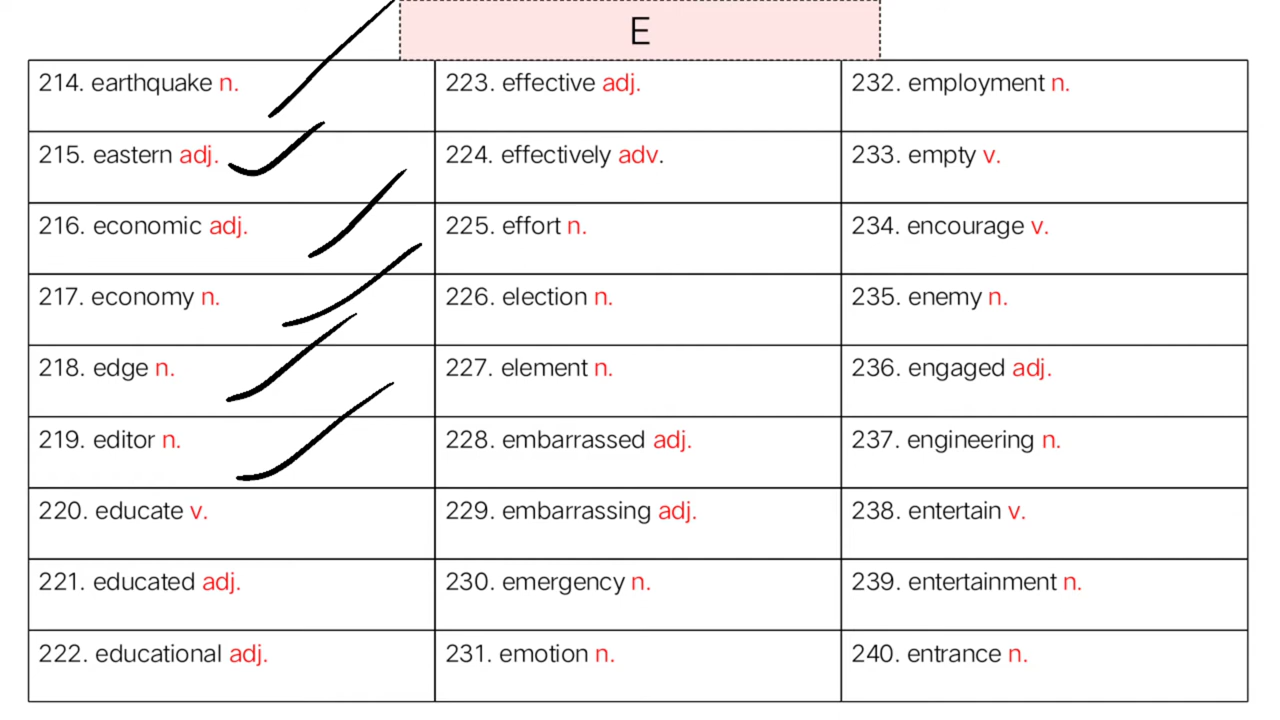 E
214. earthquake n.
215. eastern adj.
216. economic adj.
217. economy n.
218. edge n.
219. editor n.
220. educate v.
221. educated adj.
222. educational adj.
223. effective adj.
224. effectively adv.
225. effort n.
226. election n.
227. element n.
228. embarrassed adj.
229. embarrassing adj.
230. emergency n.
231. emotion n.
232. employment n.
233. empty v.
234. encourage v.
235. enemy n.
236. engaged adj.
237. engineering n.
238. entertain v.
239. entertainment n.
240. entrance n.